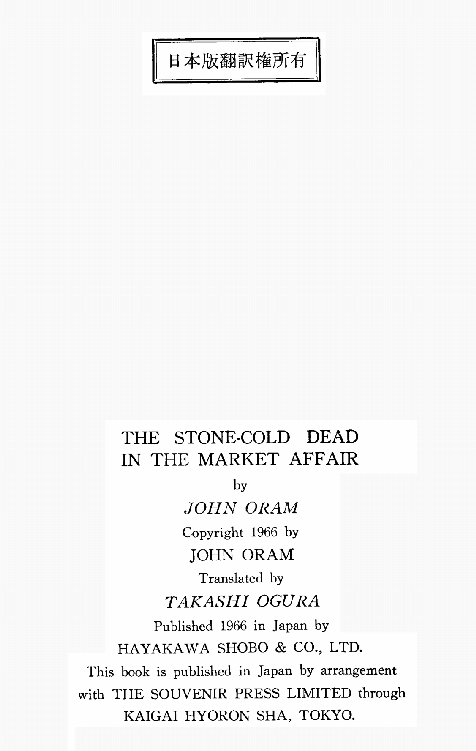 日本版翻訳権所有
THE STONE-COLD DEAD
IN THE MARKET AFFAIR
by
JOHN ORAM
Copyright 1966 by
JOHN ORAM
Translated by
TAKASHI OGURA
Published 1966 in Japan by
HAYAKAWA SHOBO & CO., LTD.
This book is published in Japan by arrangement
with THE SOUVENIR PRESS LIMITED through
KAIGAI HYORON SHA, TOKYO.